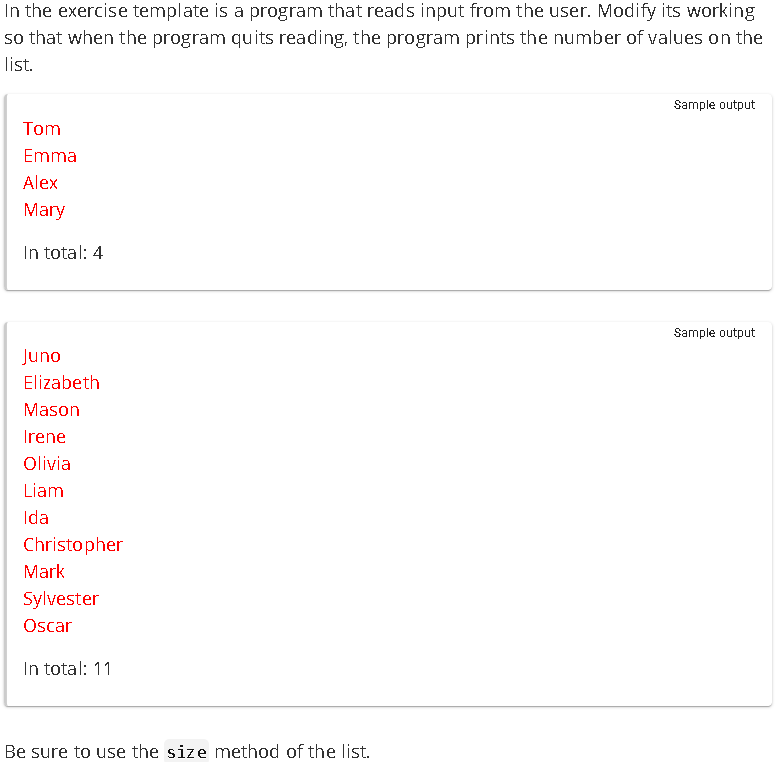 In the exercise template is a program that reads input from the user. Modify its working
so that when the program quits reading, the program prints the number of values on the
list.
Sample output
Tom
Emma
Alex
Mary
In total: 4
Sample output
Juno
Elizabeth
Mason
Irene
Olivia
Liam
Ida
Christopher
Mark
Sylvester
Oscar
In total: 11
Be sure to use the size method of the list.